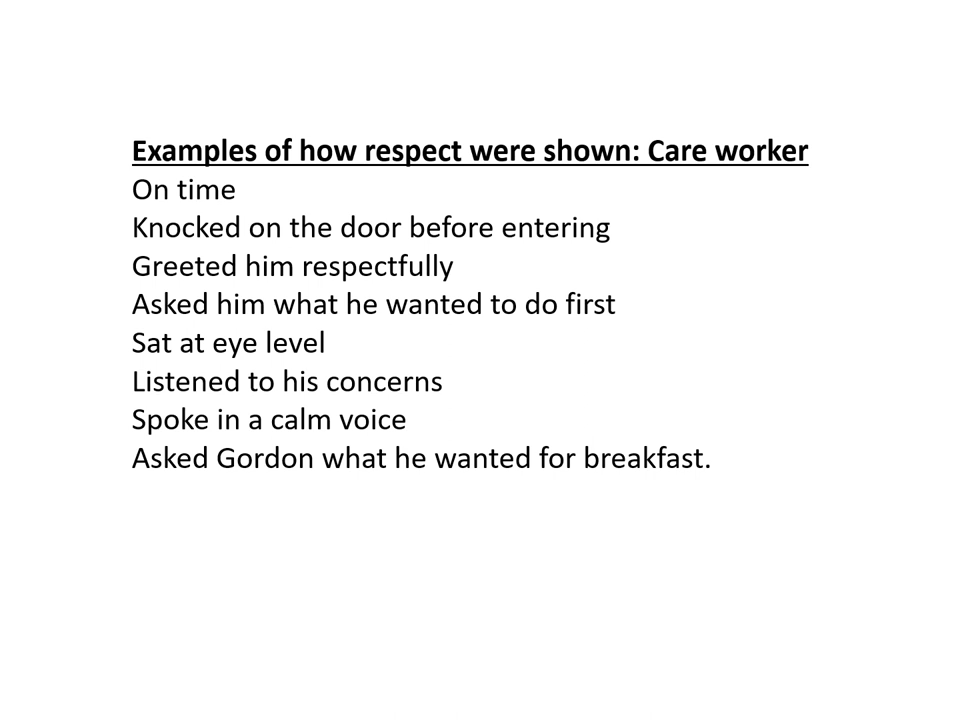 Examples of how respect were shown: Care worker
On time
Knocked on the door before entering
Greeted him respectfully
Asked him what he wanted to do first
Sat at eye level
Listened to his concerns
Spoke in a calm voice
Asked Gordon what he wanted for breakfast.